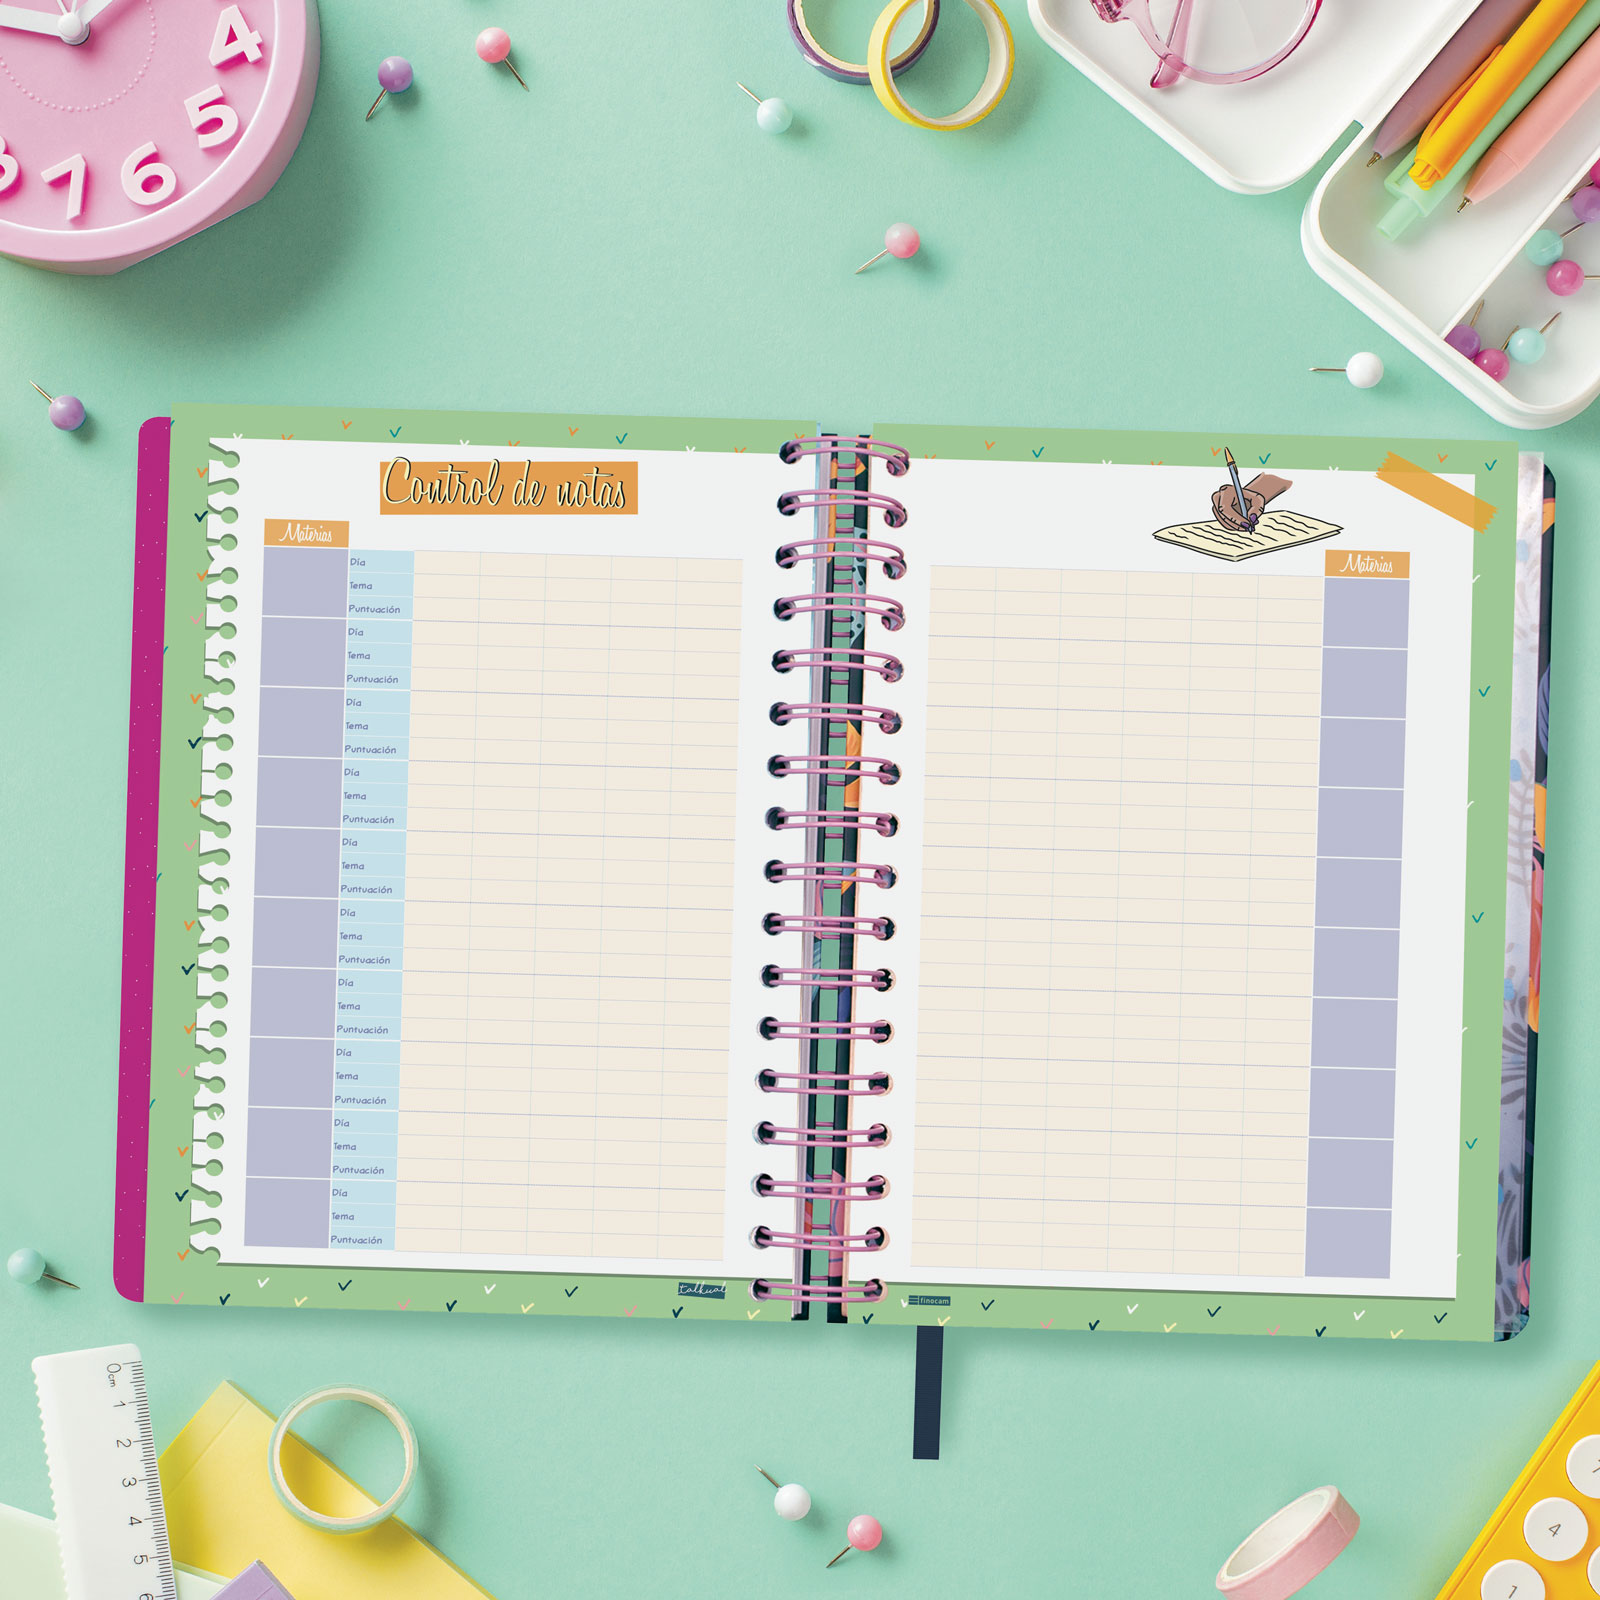 4
5
6
7
Control de notas
Materias
Materias
Día
Tema
Puntuación
Día
Tema
Puntuación
Día
Tema
Puntuación
Día
Tema
Puntuación
Día
Tema
Puntuación
Día
Tema
Puntuación
Día
Tema
Puntuación
Día
Tema
Puntuación
Día
Tema
Puntuación
Día
Tema
Puntuación
talkual
finocam
0cm
1
2
3
4
5
6
4
1